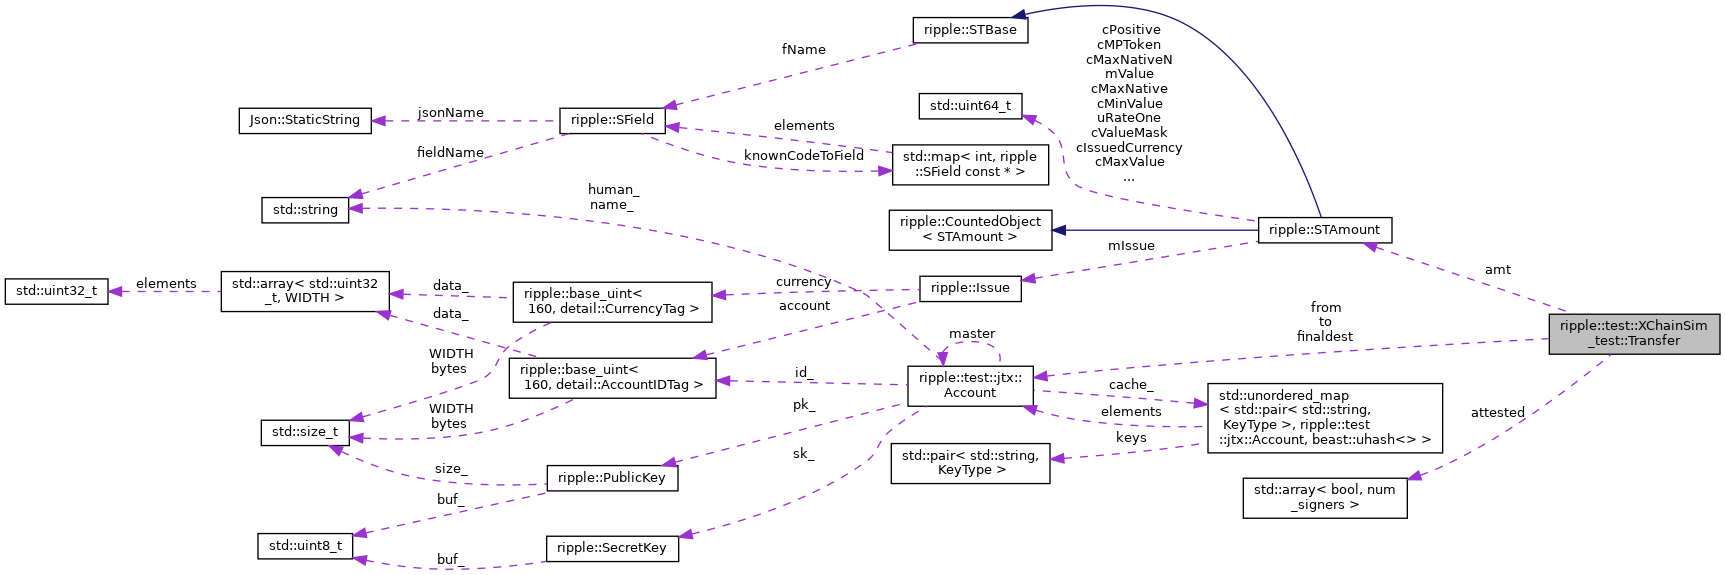 ripple::STBase
fName
cPositive
cMPToken
cMaxNativeN
mValue
cMaxNative
cMinValue
uRateOne
cValueMask
cIssuedCurrency
cMaxValue
...
std::uint64_t
Json::StaticString
jsonName
ripple::SField
elements
knownCodeToField
std::map< int, ripple
::SField const * >
fieldName
std::string
human_
name_
ripple::CountedObject
< STAmount >
ripple::STAmount
mIssue
amt
std::uint32_t
elements
std::array< std::uint32
_t, WIDTH >
data_
data_
ripple::base_uint<
160, detail::CurrencyTag >
currency
account
ripple::Issue
from
to
finaldest
ripple::test::XChainSim
_test::Transfer
master
WIDTH
bytes
ripple::base_uint<
160, detail::AccountIDTag >
id_
ripple::test::jtx::
Account
cache_
elements
keys
std::unordered_map
< std::pair< std::string,
KeyType >, ripple::test
::jtx::Account, beast::uhash<> >
attested
WIDTH
bytes
std::size_t
pk_
sk_
std::pair< std::string,
KeyType >
size_
ripple::PublicKey
std::array< bool, num
_signers >
buf_
std::uint8_t
buf_
ripple::SecretKey